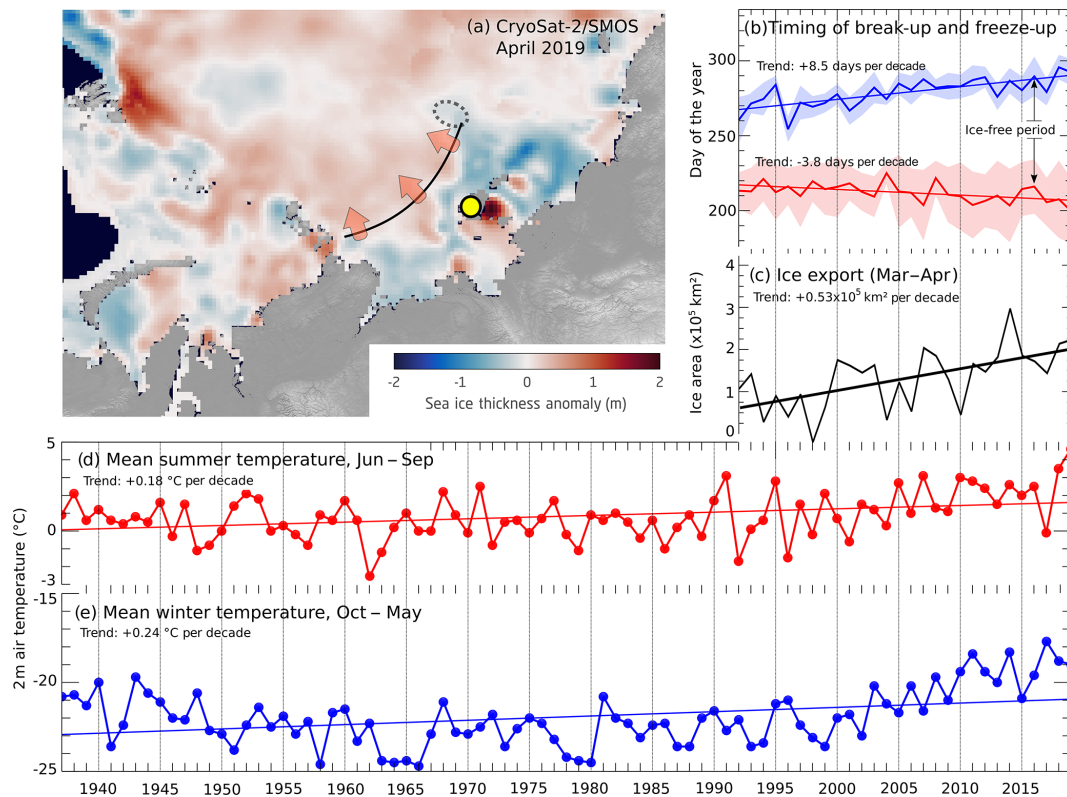 (a) CryoSat-2/SMOS
April 2019
-2 -1 0 1 2
Sea ice thickness anomaly (m)
(b)Timing of break-up and freeze-up
Trend: +8.5 days per decade
Ice-free period
Trend: -3.8 days per decade
Day of the year
300
250
200
(c) Ice export (Mar–Apr)
Trend: +0.53x10⁵ km² per decade
Ice area (x10⁵ km²)
4
3
2
1
0
(d) Mean summer temperature, Jun – Sep
Trend: +0.18 °C per decade
5
0
-3
2m air temperature (°C)
(e) Mean winter temperature, Oct – May
Trend: +0.24 °C per decade
-15
-20
-25
1940 1945 1950 1955 1960 1965 1970 1975 1980 1985 1990 1995 2000 2005 2010 2015